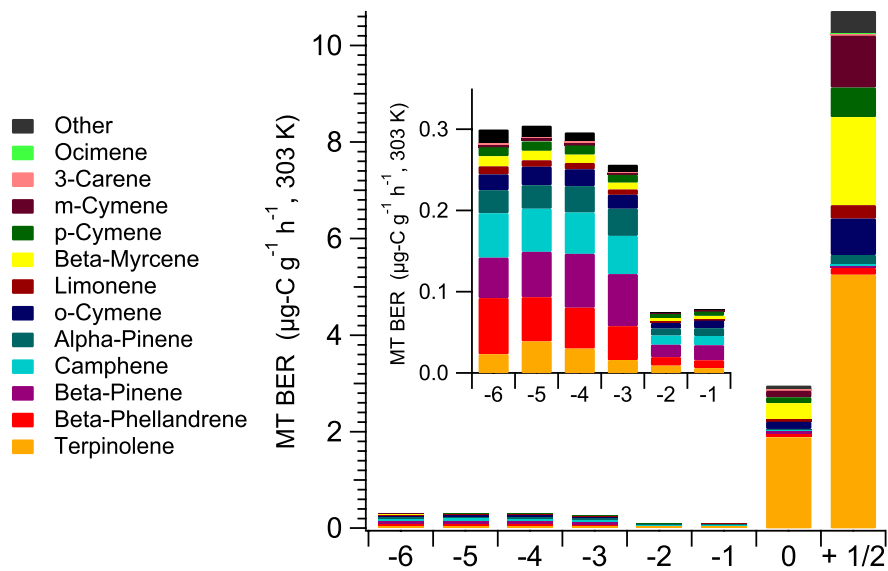 Other
Ocimene
3-Carene
m-Cymene
p-Cymene
Beta-Myrcene
Limonene
o-Cymene
Alpha-Pinene
Camphene
Beta-Pinene
Beta-Phellandrene
Terpinolene
MT BER (µg-C g⁻¹ h⁻¹, 303 K)
10
8
6
4
2
0
MT BER (µg-C g⁻¹ h⁻¹, 303 K)
0.3
0.2
0.1
0.0
-6 -5 -4 -3 -2 -1
-6 -5 -4 -3 -2 -1 0 + 1/2